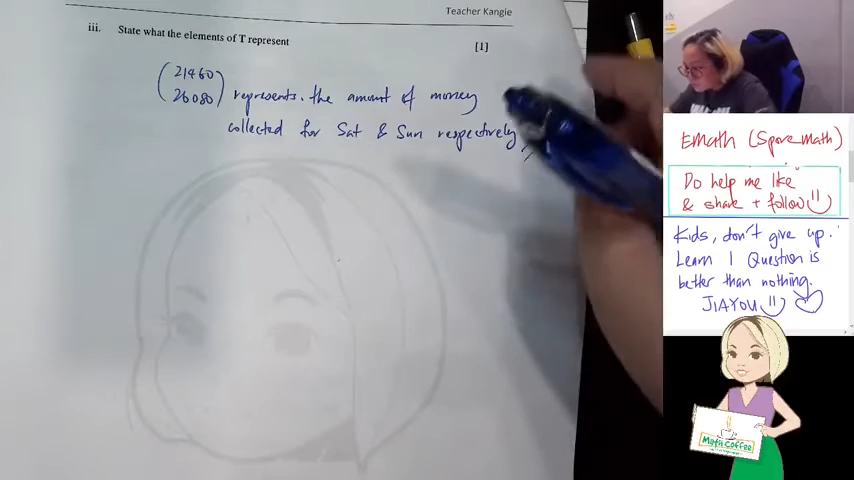 Teacher Kangie
iii. State what the elements of T represent
[1]
(21460
26080) represents. the amount of money
collected for Sat & Sun respectively
EMath (Spore Math)
Do help me like
& share + follow
Kids, don't give up.
Learn 1 Question is
better than nothing.
JIAYOU
Math Coffee